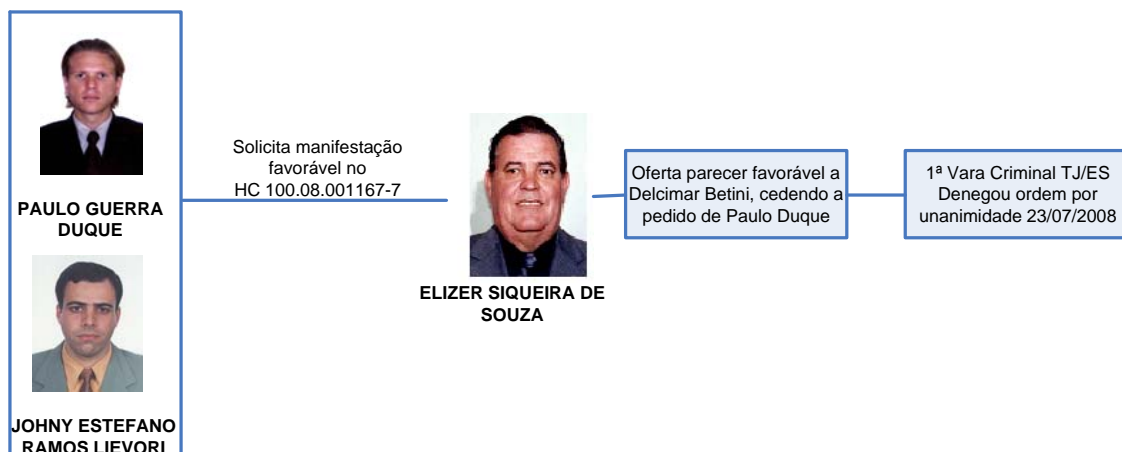 PAULO GUERRA
DUQUE
JOHNY ESTEFANO
RAMOS LIEVORI
Solicita manifestação
favorável no
HC 100.08.001167-7
ELIZER SIQUEIRA DE
SOUZA
Oferta parecer favorável a
Delcimar Betini, cedendo a
pedido de Paulo Duque
1ª Vara Criminal TJ/ES
Denegou ordem por
unanimidade 23/07/2008